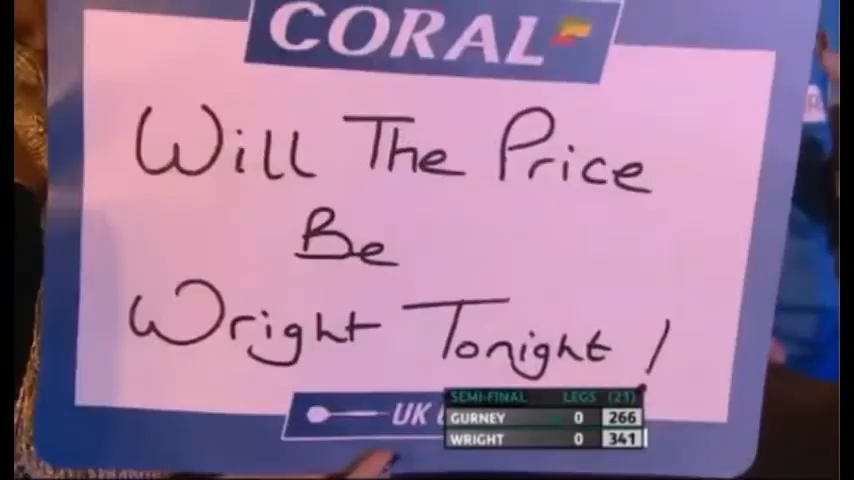 CORAL
Will The Price
Be
Wright Tonight !
UK
SEMI-FINAL LEGS (21)
GURNEY 0 266
WRIGHT 0 341